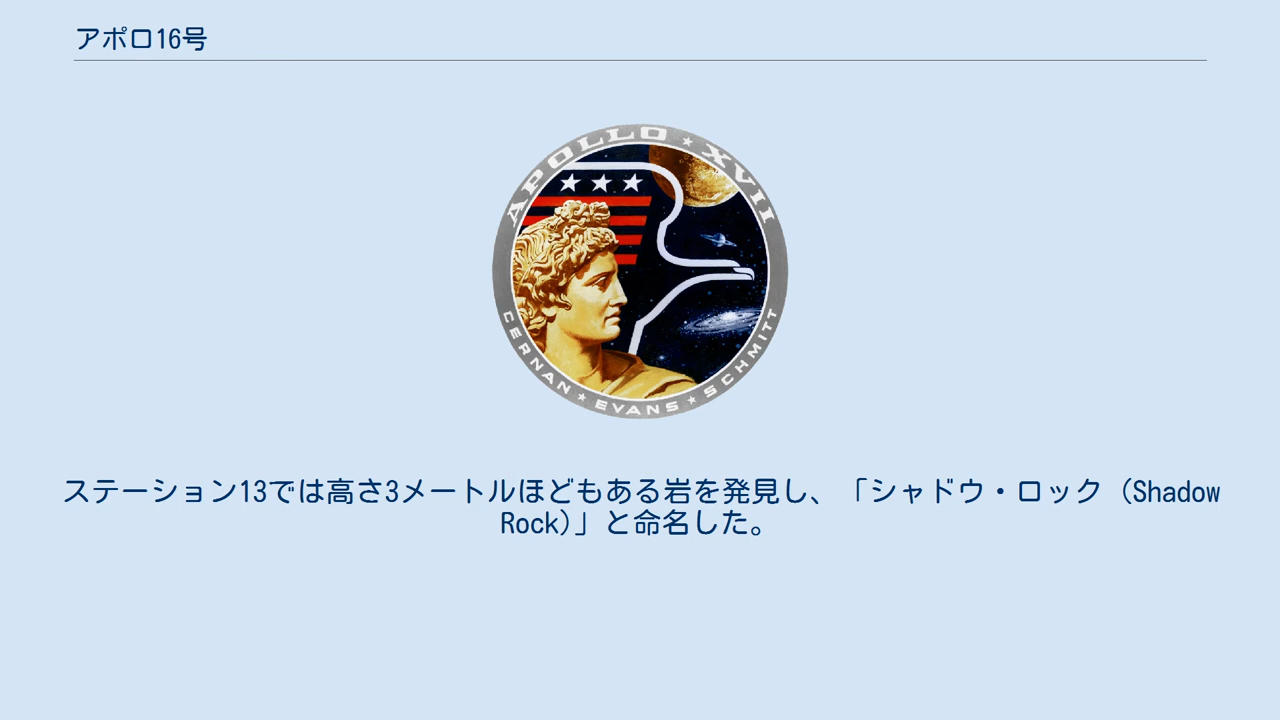 アポロ16号
APOLLO ★ XVII
CERNAN ★ EVANS ★ SCHMITT
ステーション13では高さ3メートルほどもある岩を発見し、「シャドウ・ロック (Shadow
Rock)」と命名した。